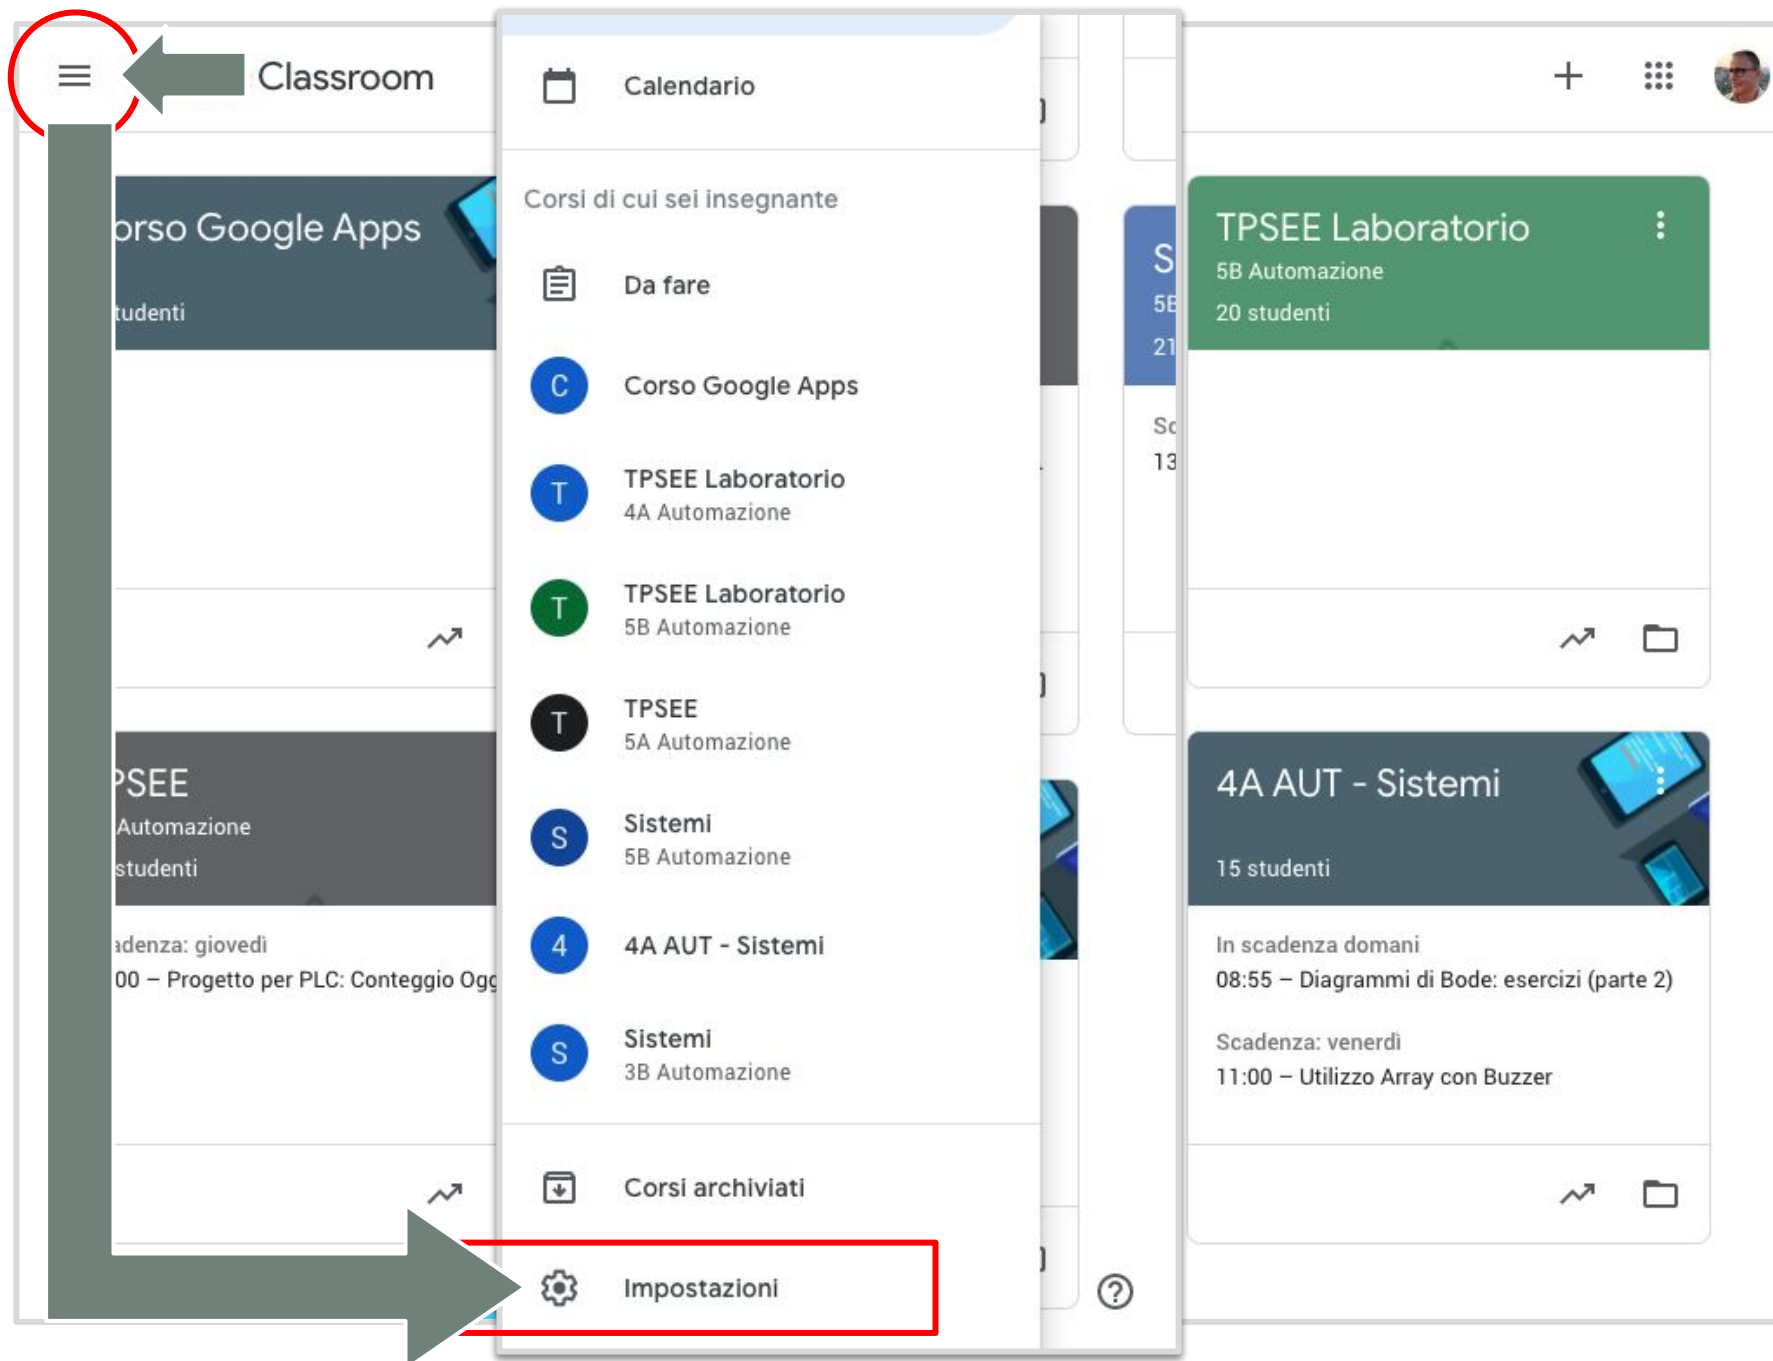 Classroom
orso Google Apps
tudenti
PSEE
Automazione
studenti
adenza: giovedì
00 – Progetto per PLC: Conteggio Ogg
Calendario
Corsi di cui sei insegnante
Da fare
C
Corso Google Apps
T
TPSEE Laboratorio
4A Automazione
T
TPSEE Laboratorio
5B Automazione
T
TPSEE
5A Automazione
S
Sistemi
5B Automazione
4
4A AUT - Sistemi
S
Sistemi
3B Automazione
Corsi archiviati
Impostazioni
S
5B
21
Sc
13
TPSEE Laboratorio
5B Automazione
20 studenti
4A AUT - Sistemi
15 studenti
In scadenza domani
08:55 – Diagrammi di Bode: esercizi (parte 2)
Scadenza: venerdì
11:00 – Utilizzo Array con Buzzer